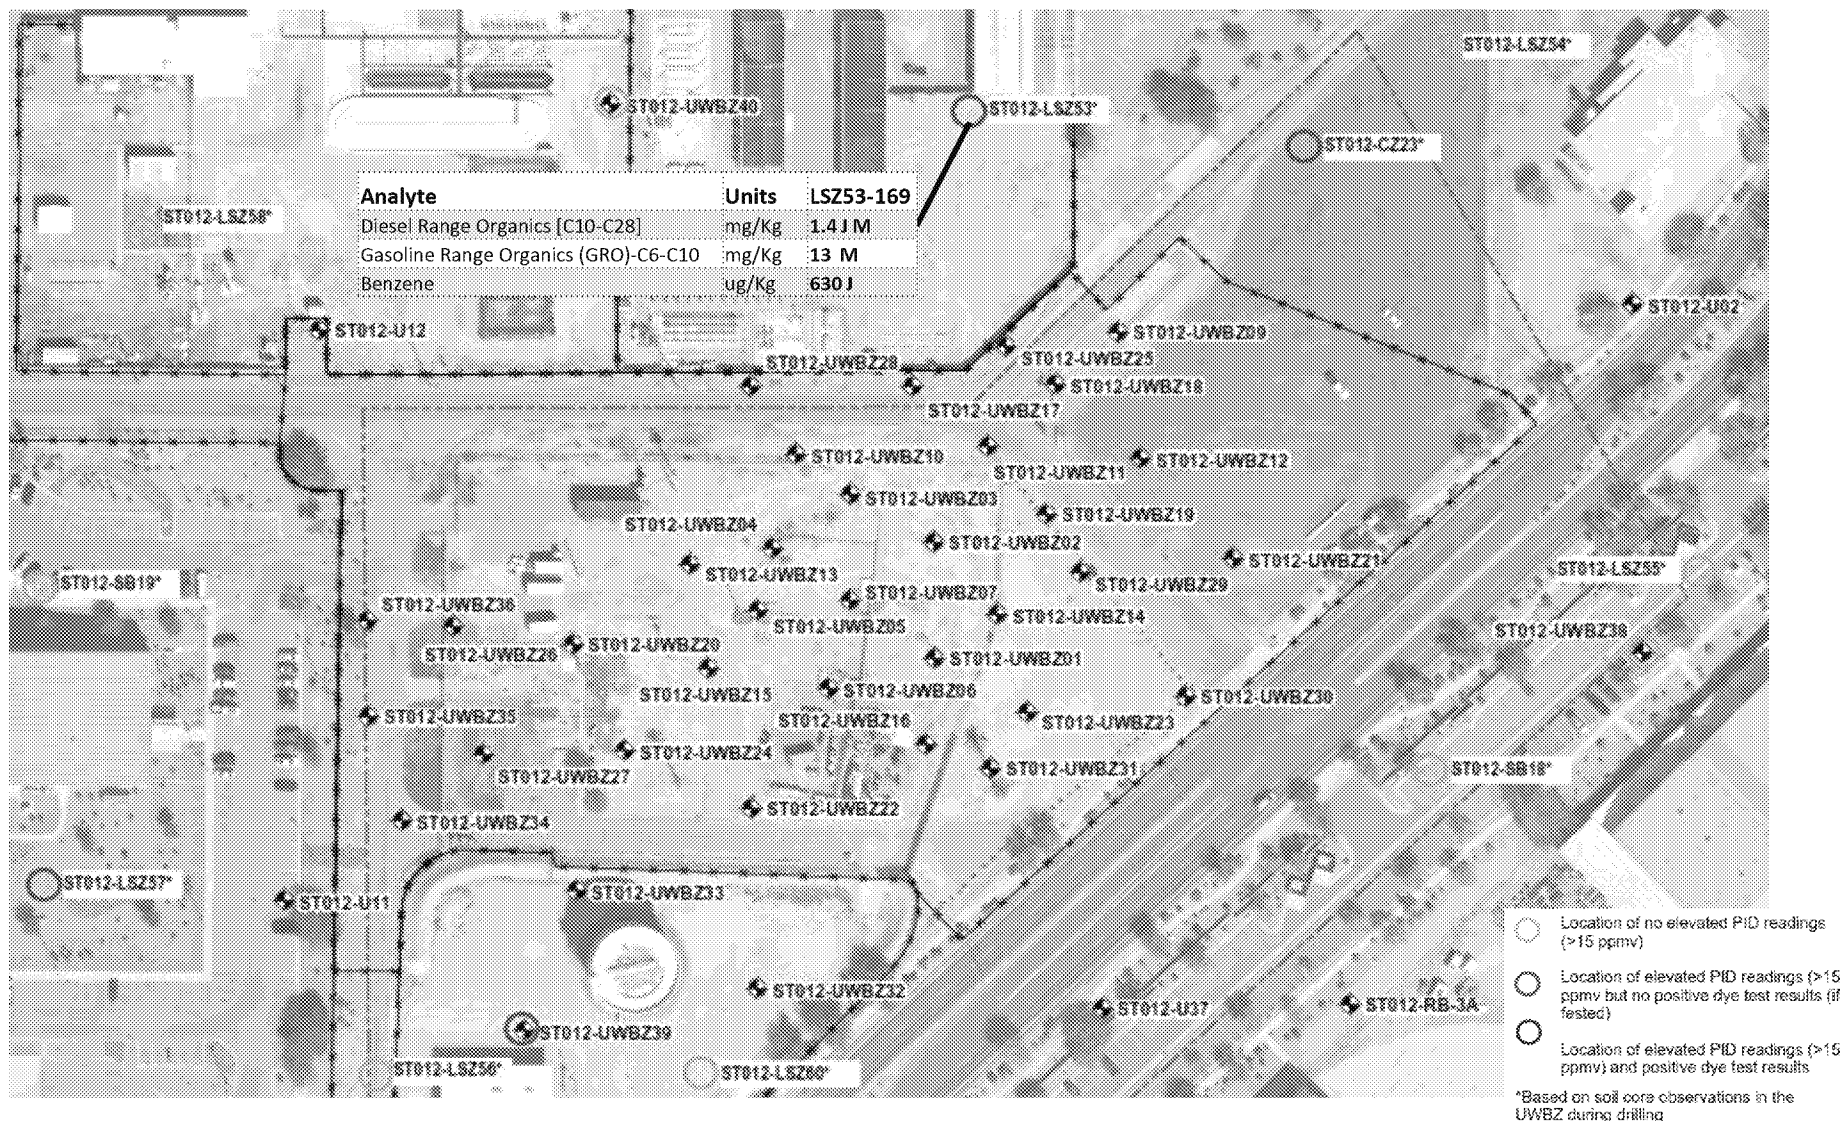 ST012-LSZ54*
ST012-UWBZ40
ST012-LSZ53*
ST012-CZ23*
Analyte Units LSZ53-169
Diesel Range Organics [C10-C28] mg/Kg 1.4 J M
Gasoline Range Organics (GRO)-C6-C10 mg/Kg 13 M
Benzene ug/Kg 630 J
ST012-LSZ58*
ST012-U02
ST012-U12
ST012-UWBZ09
ST012-UWBZ25
ST012-UWBZ28
ST012-UWBZ18
ST012-UWBZ17
ST012-UWBZ10
ST012-UWBZ11
ST012-UWBZ12
ST012-UWBZ03
ST012-UWBZ19
ST012-UWBZ04
ST012-UWBZ02
ST012-UWBZ21
ST012-LSZ55*
ST012-UWBZ13
ST012-UWBZ29
ST012-SB19*
ST012-UWBZ07
ST012-UWBZ36
ST012-UWBZ14
ST012-UWBZ05
ST012-UWBZ38
ST012-UWBZ20
ST012-UWBZ26
ST012-UWBZ01
ST012-UWBZ15
ST012-UWBZ06
ST012-UWBZ30
ST012-UWBZ35
ST012-UWBZ16
ST012-UWBZ23
ST012-UWBZ24
ST012-UWBZ27
ST012-UWBZ31
ST012-SB18*
ST012-UWBZ22
ST012-UWBZ34
ST012-LSZ57*
ST012-U11
ST012-UWBZ33
ST012-UWBZ32
ST012-U37
ST012-RB-3A
ST012-UWBZ39
ST012-LSZ56*
ST012-LSZ60*
Location of no elevated PID readings
(>15 ppmv)
Location of elevated PID readings (>15
ppmv but no positive dye test results (if
tested)
Location of elevated PID readings (>15
ppmv) and positive dye test results
*Based on soil core observations in the
UWBZ during drilling